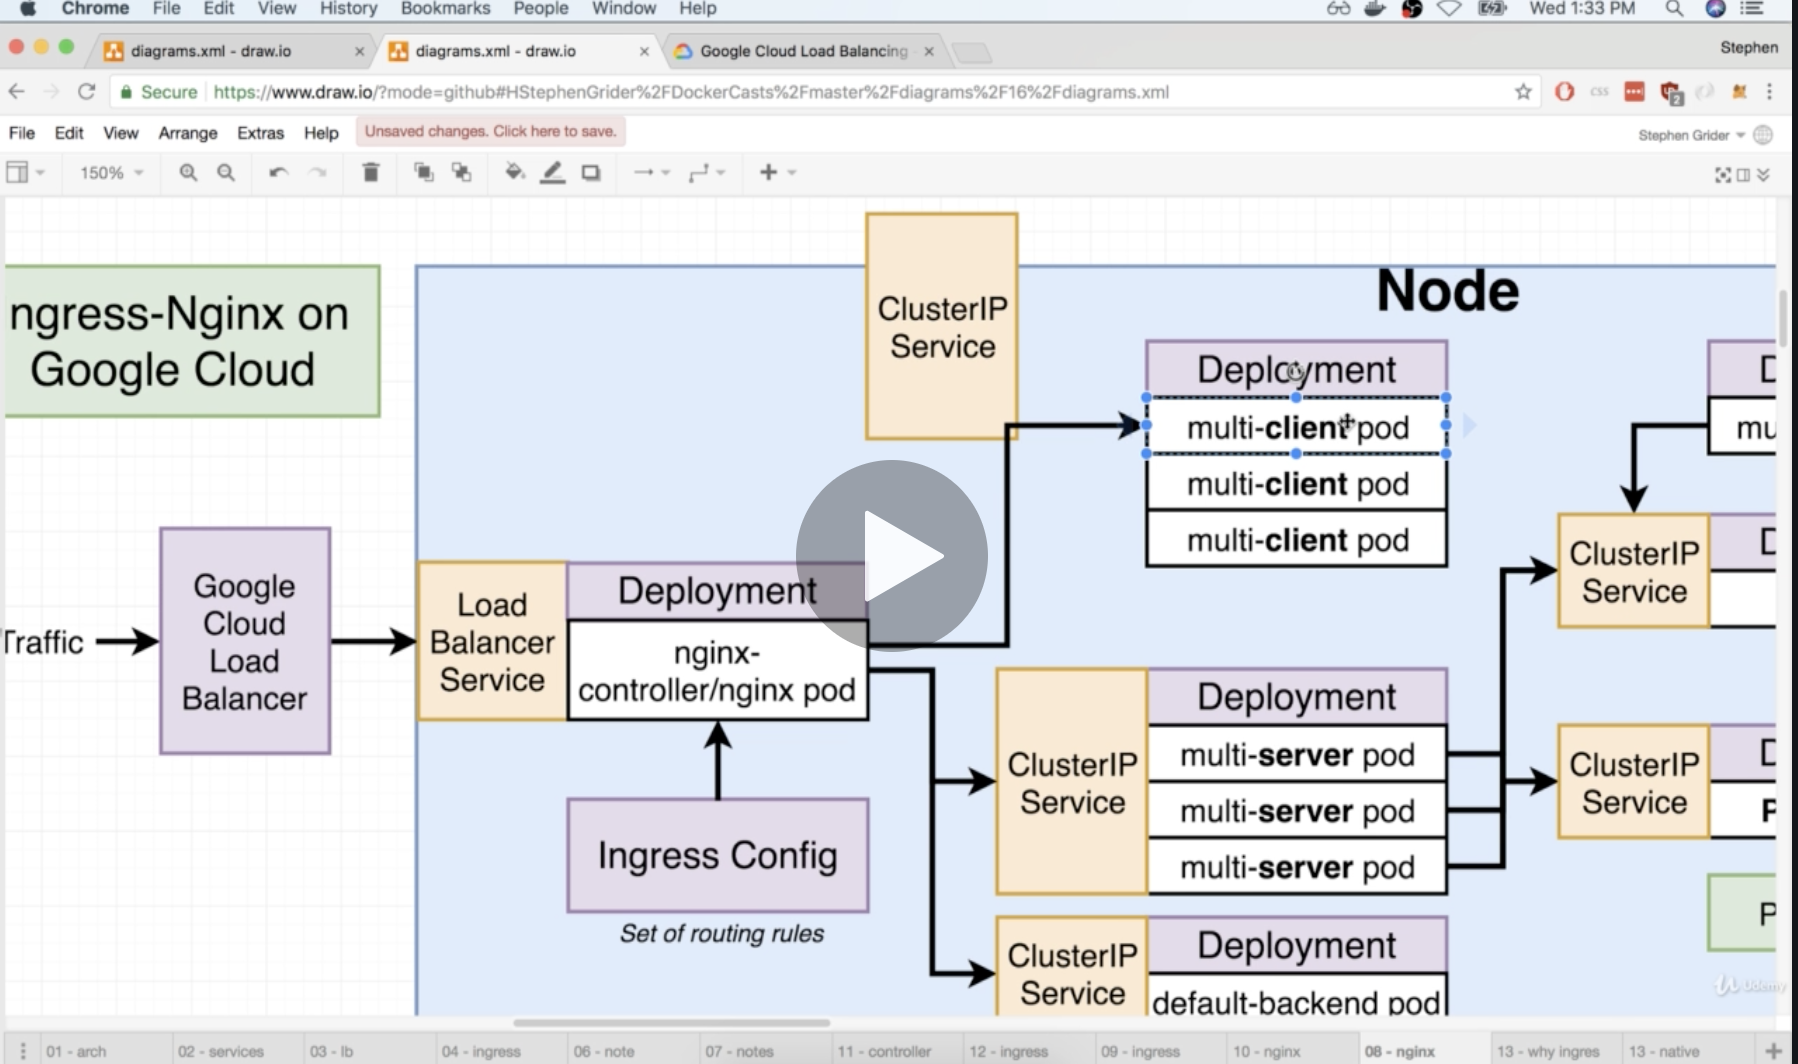 Chrome File Edit View History Bookmarks People Window Help Wed 1:33 PM
diagrams.xml - draw.io
diagrams.xml - draw.io
Google Cloud Load Balancing
Stephen
Secure https://www.draw.io/?mode=github#HStephenGrider%2FDockerCasts%2Fmaster%2Fdiagrams%2F16%2Fdiagrams.xml
css
2
File Edit View Arrange Extras Help Unsaved changes. Click here to save.
Stephen Grider
150%
ngress-Nginx on
Google Cloud
ClusterIP
Service
Node
Deployment
multi-client pod
multi-client pod
multi-client pod
D
mu
Traffic
Google
Cloud
Load
Balancer
Load
Balancer
Service
Deployment
nginx-
controller/nginx pod
Ingress Config
Set of routing rules
ClusterIP
Service
Deployment
multi-server pod
multi-server pod
multi-server pod
ClusterIP
Service
D
ClusterIP
Service
D
P
P
ClusterIP
Service
Deployment
default-backend pod
Udemy
01 - arch
02 - services
03 - lb
04 - ingress
06 - note
07 - notes
11 - controller
12 - ingress
09 - ingress
10 - nginx
08 - nginx
13 - why ingres
13 - native